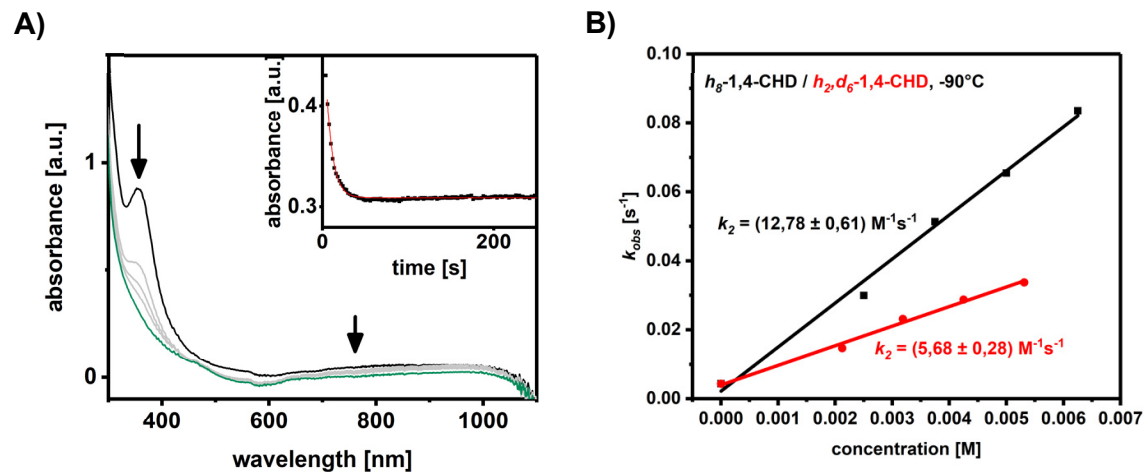 A)
absorbance [a.u.]
1
0
400
600
800
1000
wavelength [nm]
absorbance [a.u.]
0.4
0.3
0
200
time [s]
B)
h8-1,4-CHD / h2,d6-1,4-CHD, -90°C
k2 = (12,78 ± 0,61) M-1s-1
k2 = (5,68 ± 0,28) M-1s-1
kobs [s-1]
0.10
0.08
0.06
0.04
0.02
0.00
0.000
0.001
0.002
0.003
0.004
0.005
0.006
0.007
concentration [M]